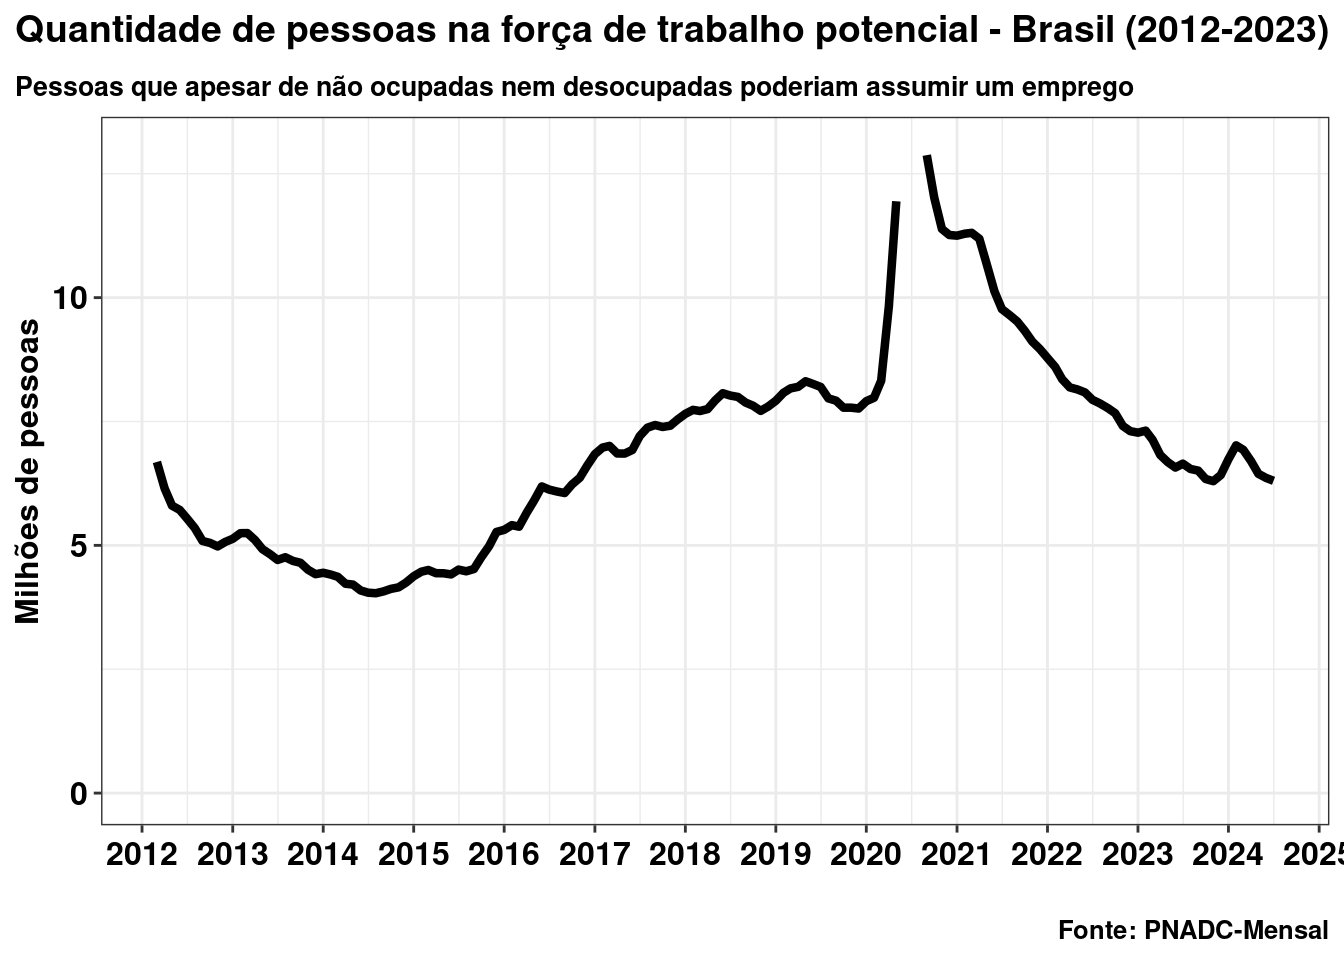 Quantidade de pessoas na força de trabalho potencial - Brasil (2012-2023)
Pessoas que apesar de não ocupadas nem desocupadas poderiam assumir um emprego
Milhões de pessoas
10
5
0
2012 2013 2014 2015 2016 2017 2018 2019 2020 2021 2022 2023 2024 2025
Fonte: PNADC-Mensal